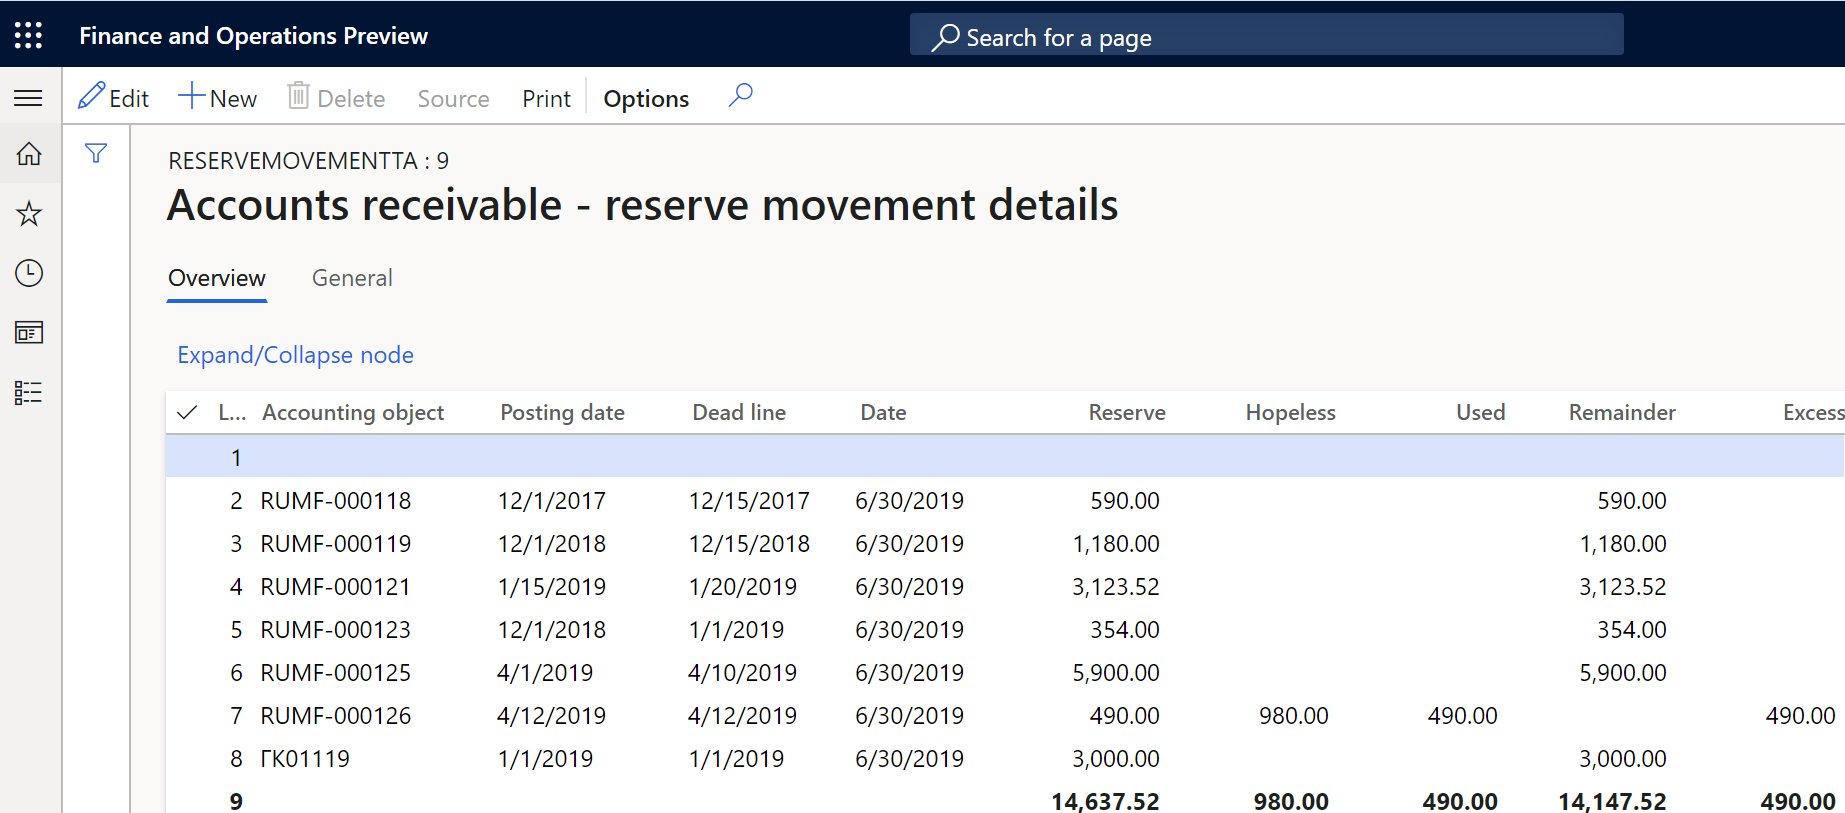 Finance and Operations Preview
Search for a page
Edit New Delete Source Print Options
RESERVEMOVEMENTTA : 9
Accounts receivable - reserve movement details
Overview General
Expand/Collapse node
L... Accounting object Posting date Dead line Date Reserve Hopeless Used Remainder Excess
1
2 RUMF-000118 12/1/2017 12/15/2017 6/30/2019 590.00 590.00
3 RUMF-000119 12/1/2018 12/15/2018 6/30/2019 1,180.00 1,180.00
4 RUMF-000121 1/15/2019 1/20/2019 6/30/2019 3,123.52 3,123.52
5 RUMF-000123 12/1/2018 1/1/2019 6/30/2019 354.00 354.00
6 RUMF-000125 4/1/2019 4/10/2019 6/30/2019 5,900.00 5,900.00
7 RUMF-000126 4/12/2019 4/12/2019 6/30/2019 490.00 980.00 490.00 490.00
8 ГК01119 1/1/2019 1/1/2019 6/30/2019 3,000.00 3,000.00
9 14,637.52 980.00 490.00 14,147.52 490.00